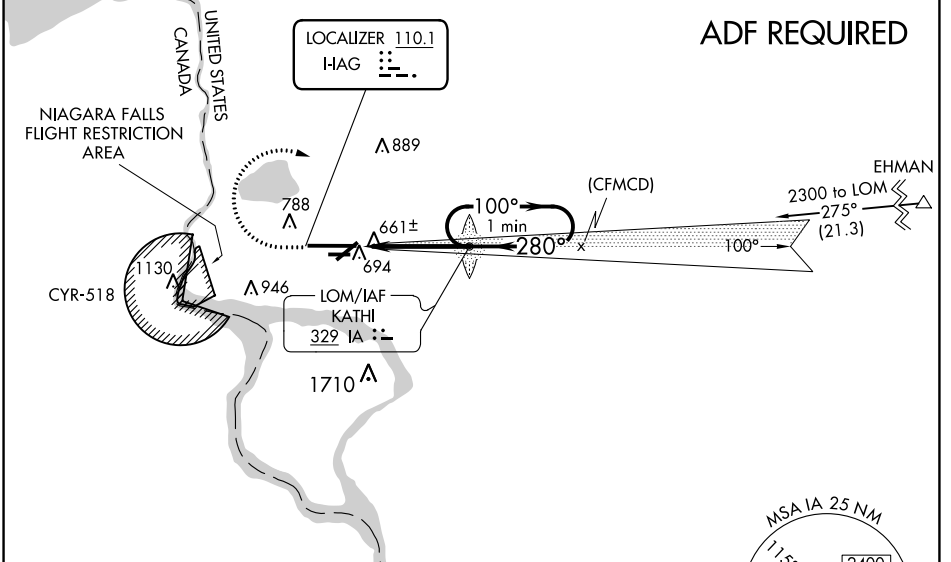 ADF REQUIRED
UNITED STATES
CANADA
LOCALIZER 110.1
I-IAG
NIAGARA FALLS
FLIGHT RESTRICTION
AREA
889
EHMAN
(CFMCD)
2300 to LOM
275°
(21.3)
788
100°
1 min
661±
280°
100°
694
1130
CYR-518
946
LOM/IAF
KATHI
329 IA
1710
MSA IA 25 NM